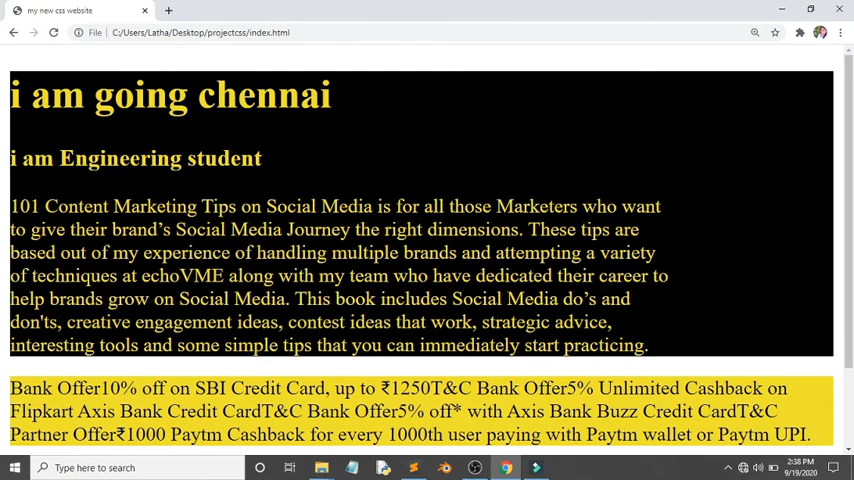 my new css website
File
C:/Users/Latha/Desktop/projectcss/index.html
i am going chennai
i am Engineering student
101 Content Marketing Tips on Social Media is for all those Marketers who want
to give their brand’s Social Media Journey the right dimensions. These tips are
based out of my experience of handling multiple brands and attempting a variety
of techniques at echoVME along with my team who have dedicated their career to
help brands grow on Social Media. This book includes Social Media do’s and
don'ts, creative engagement ideas, contest ideas that work, strategic advice,
interesting tools and some simple tips that you can immediately start practicing.
Bank Offer10% off on SBI Credit Card, up to ₹1250T&C Bank Offer5% Unlimited Cashback on
Flipkart Axis Bank Credit CardT&C Bank Offer5% off* with Axis Bank Buzz Credit CardT&C
Partner Offer₹1000 Paytm Cashback for every 1000th user paying with Paytm wallet or Paytm UPI.
Type here to search
2:38 PM
9/19/2020